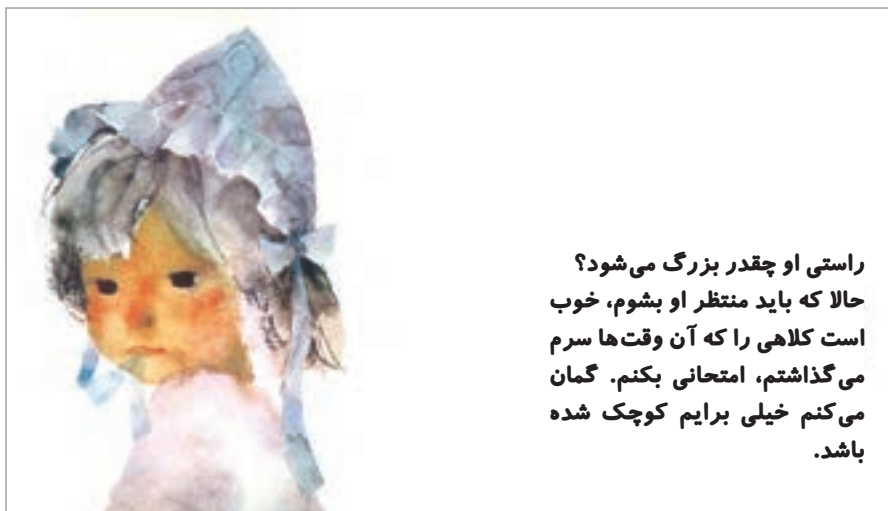 راستی او چقدر بزرگ می‌شود؟
حالا که باید منتظر او بشوم، خوب
است کلاهی را که آن وقت‌ها سرم
می‌گذاشتم، امتحانی بکنم. گمان
می‌کنم خیلی برایم کوچک شده
باشد.